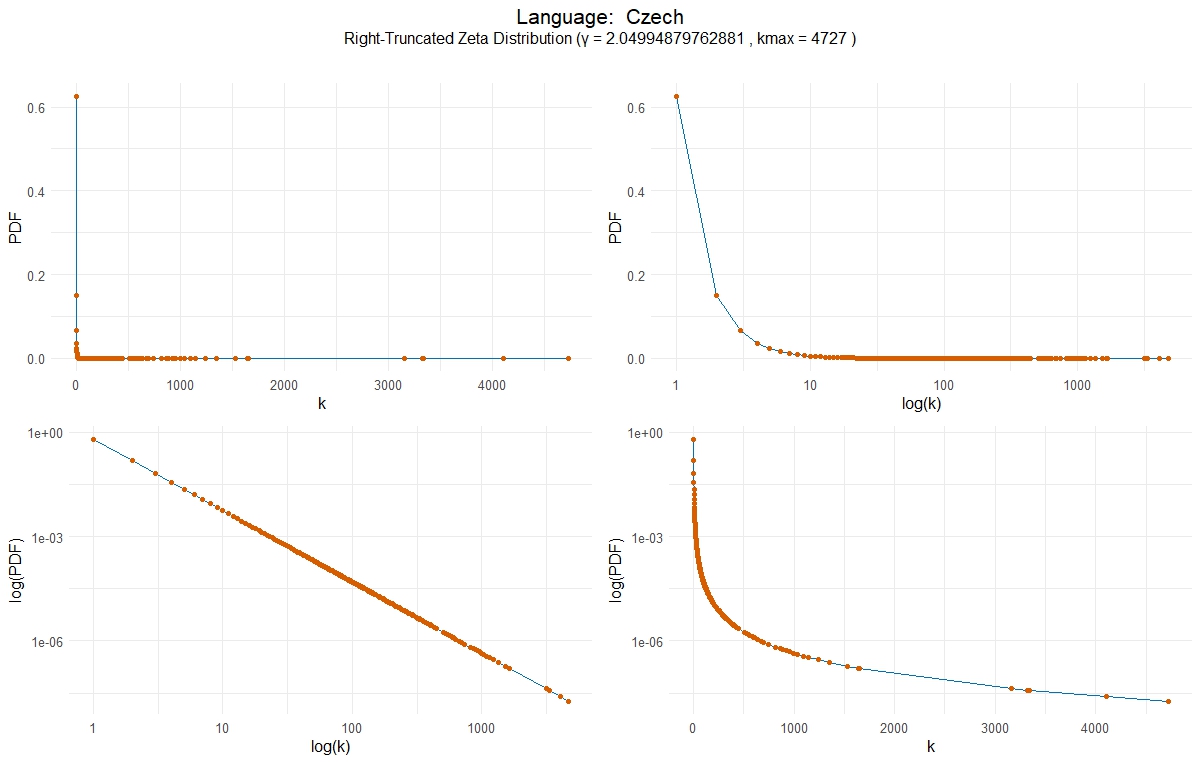 Language:  Czech
Right-Truncated Zeta Distribution (γ = 2.04994879762881 , kmax = 4727 )
PDF
0.6
0.4
0.2
0.0
0 1000 2000 3000 4000
k
PDF
0.6
0.4
0.2
0.0
1 10 100 1000
log(k)
log(PDF)
1e+00
1e-03
1e-06
1 10 100 1000
log(k)
log(PDF)
1e+00
1e-03
1e-06
0 1000 2000 3000 4000
k